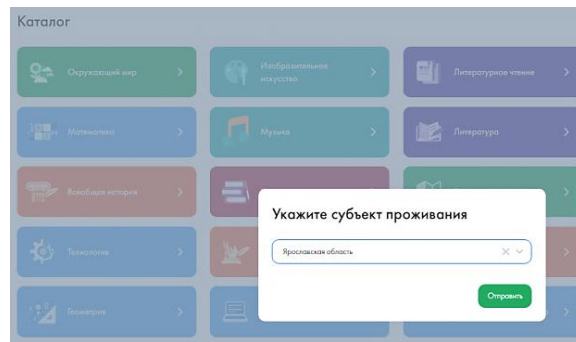 Каталог
Окружающий мир
Изобразительное
искусство
Литературное чтение
Математика
Музыка
Литература
Всеобщая история
Технология
Геометрия
Укажите субъект проживания
Ярославская область
Отправить